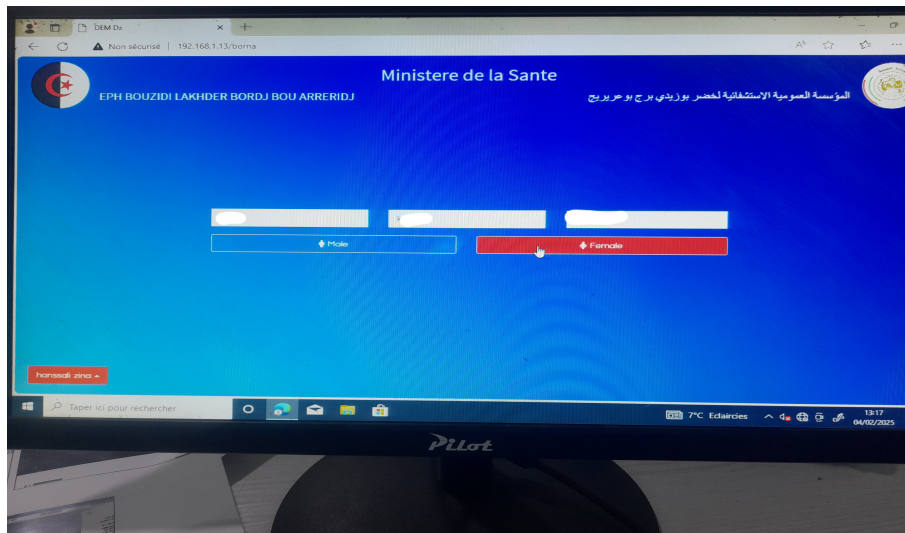 DEM Dz
Non sécurisé | 192.168.1.13/borna
Ministere de la Sante
EPH BOUZIDI LAKHDER BORDJ BOU ARRERIDJ
المؤسسة العمومية الاستشفائية لخضر بوزيدي برج بوعريريج
Male
Female
hanssali zina
Taper ici pour rechercher
7°C Eclaircies
13:17
04/02/2025
Pilot